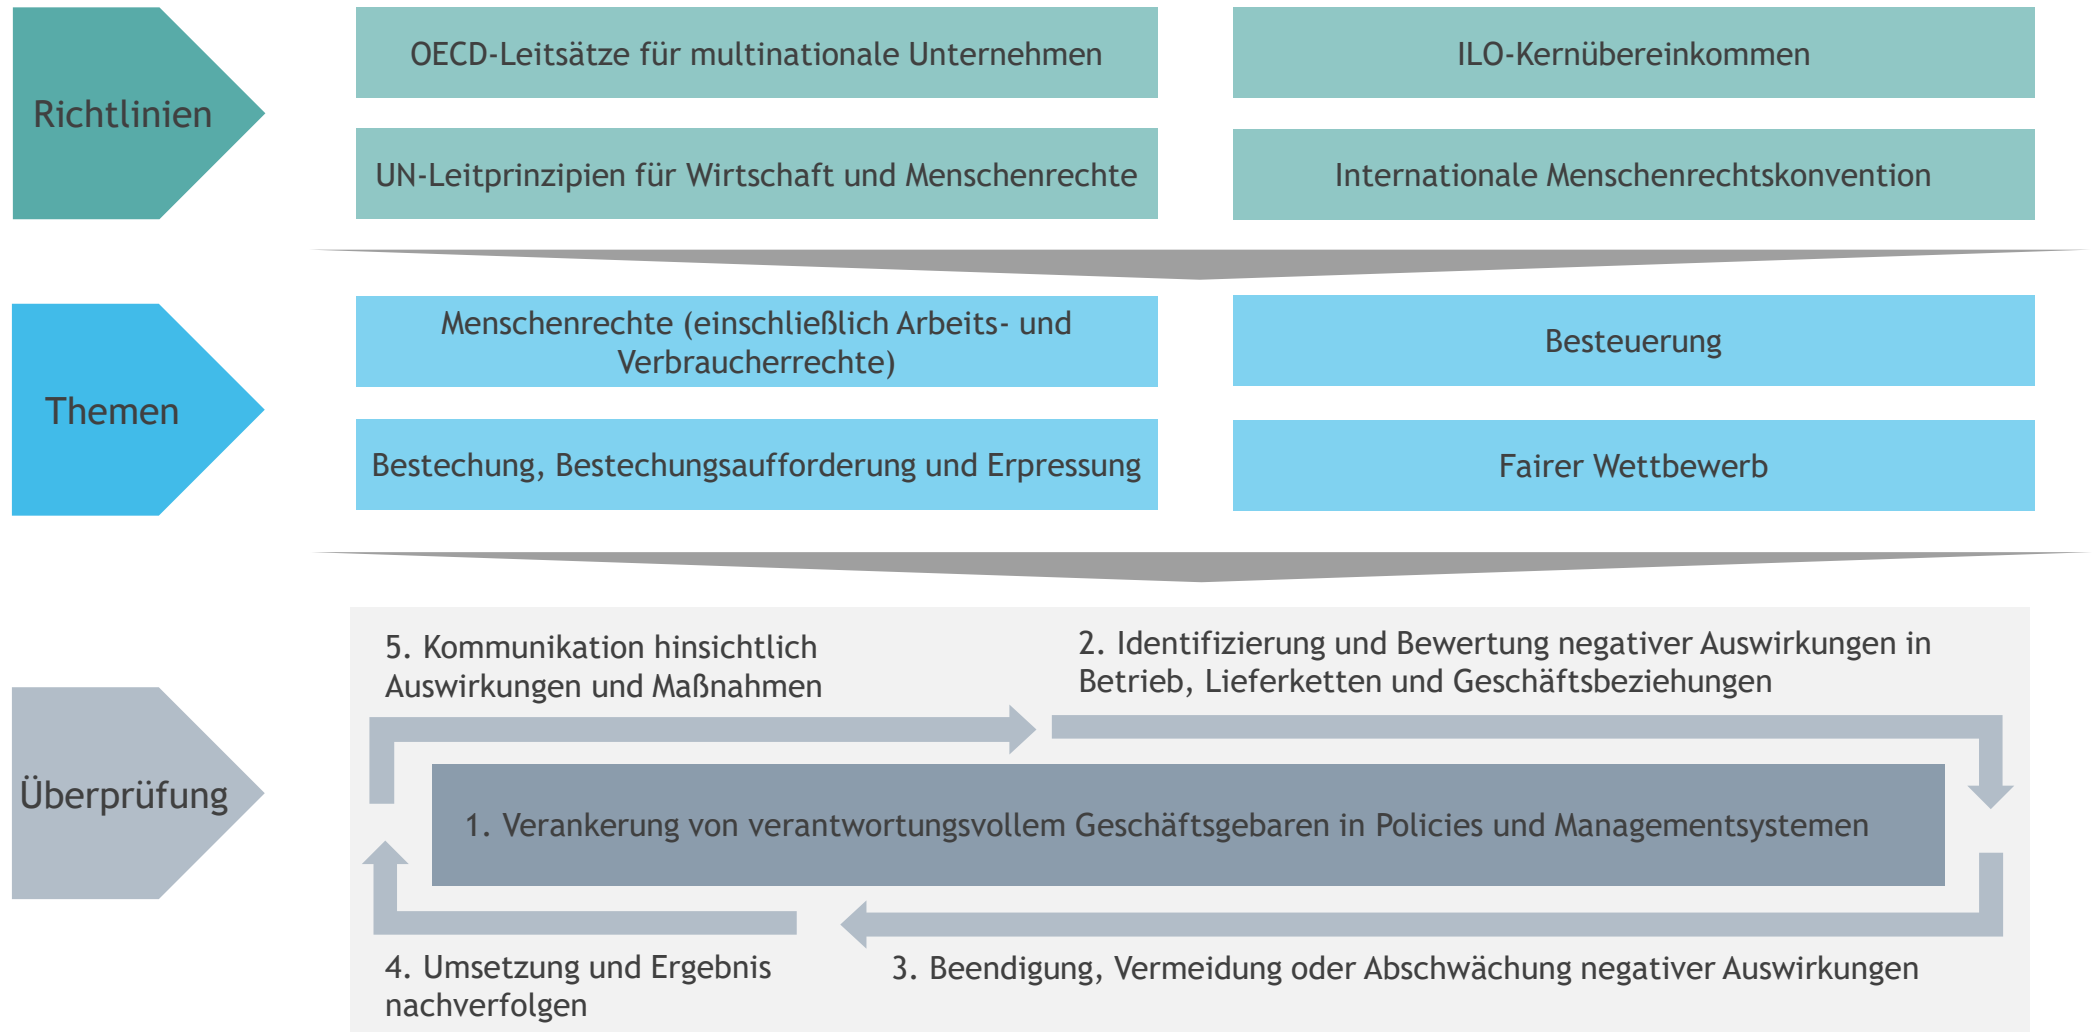 Richtlinien
OECD-Leitsätze für multinationale Unternehmen
ILO-Kernübereinkommen
UN-Leitprinzipien für Wirtschaft und Menschenrechte
Internationale Menschenrechtskonvention
Themen
Menschenrechte (einschließlich Arbeits- und
Verbraucherrechte)
Besteuerung
Bestechung, Bestechungsaufforderung und Erpressung
Fairer Wettbewerb
Überprüfung
5. Kommunikation hinsichtlich
Auswirkungen und Maßnahmen
2. Identifizierung und Bewertung negativer Auswirkungen in
Betrieb, Lieferketten und Geschäftsbeziehungen
1. Verankerung von verantwortungsvollem Geschäftsgebaren in Policies und Managementsystemen
4. Umsetzung und Ergebnis
nachverfolgen
3. Beendigung, Vermeidung oder Abschwächung negativer Auswirkungen